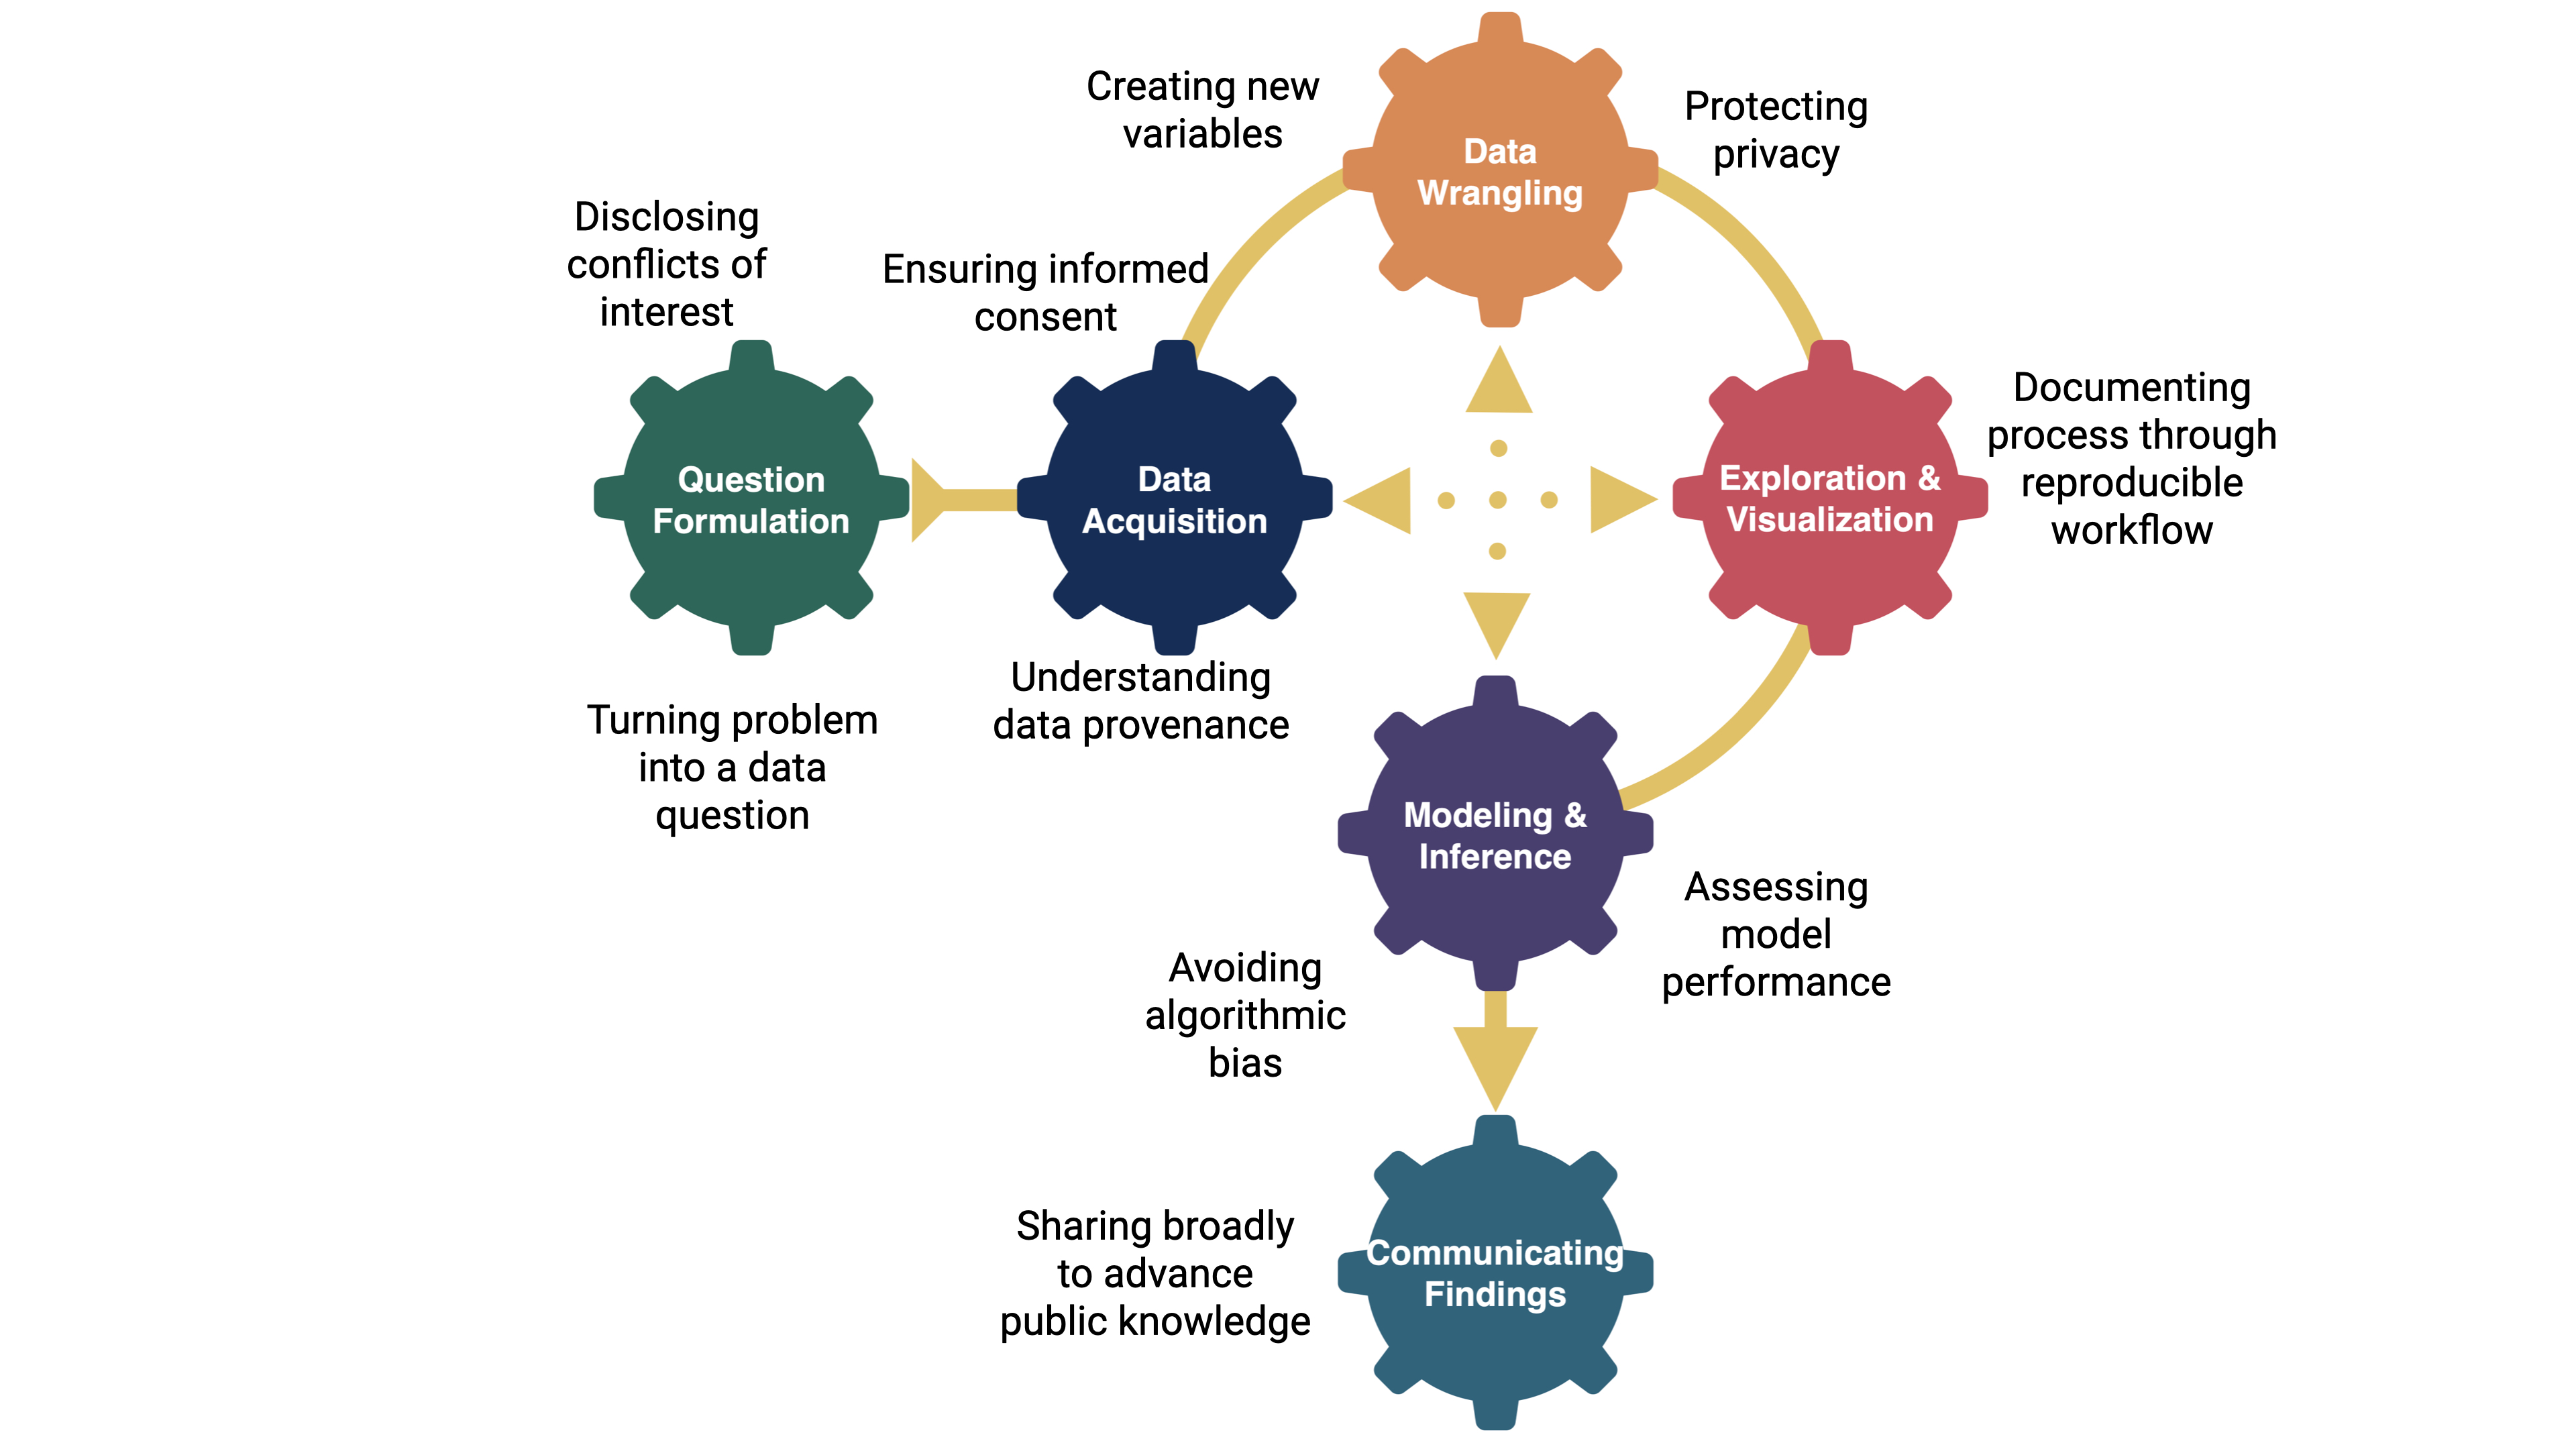 Creating new
variables
Data
Wrangling
Protecting
privacy
Disclosing
conflicts of
interest
Ensuring informed
consent
Question
Formulation
Data
Acquisition
Exploration &
Visualization
Documenting
process through
reproducible
workflow
Turning problem
into a data
question
Understanding
data provenance
Modeling &
Inference
Assessing
model
performance
Avoiding
algorithmic
bias
Sharing broadly
to advance
public knowledge
Communicating
Findings